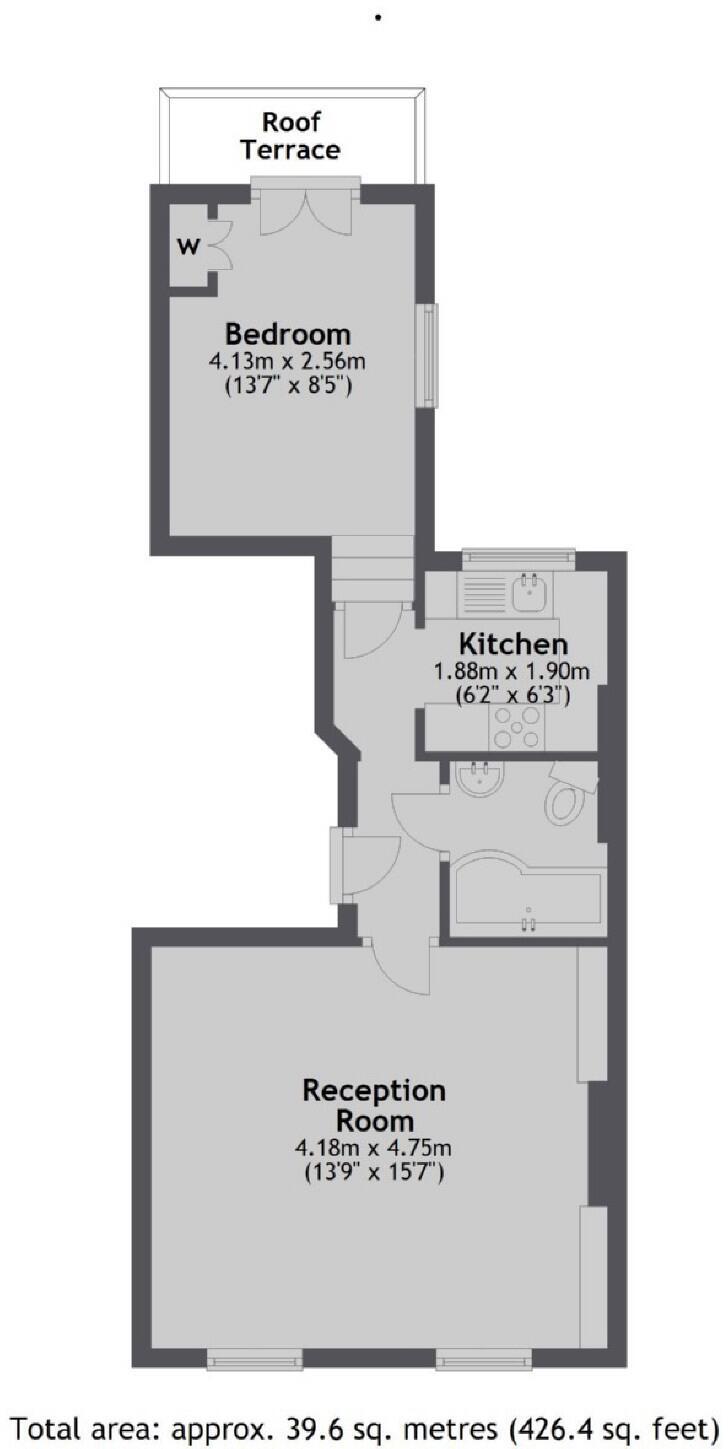 Roof
Terrace
W
Bedroom
4.13m x 2.56m
(13'7" x 8'5")
Kitchen
1.88m x 1.90m
(6'2" x 6'3")
Reception
Room
4.18m x 4.75m
(13'9" x 15'7")
Total area: approx. 39.6 sq. metres (426.4 sq. feet)